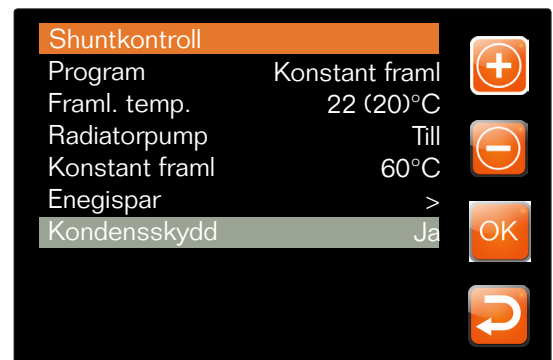 Shuntkontroll
Program Konstant framl
Framl. temp. 22 (20)°C
Radiatorpump Till
Konstant framl 60°C
Enegispar >
Kondensskydd Ja
OK